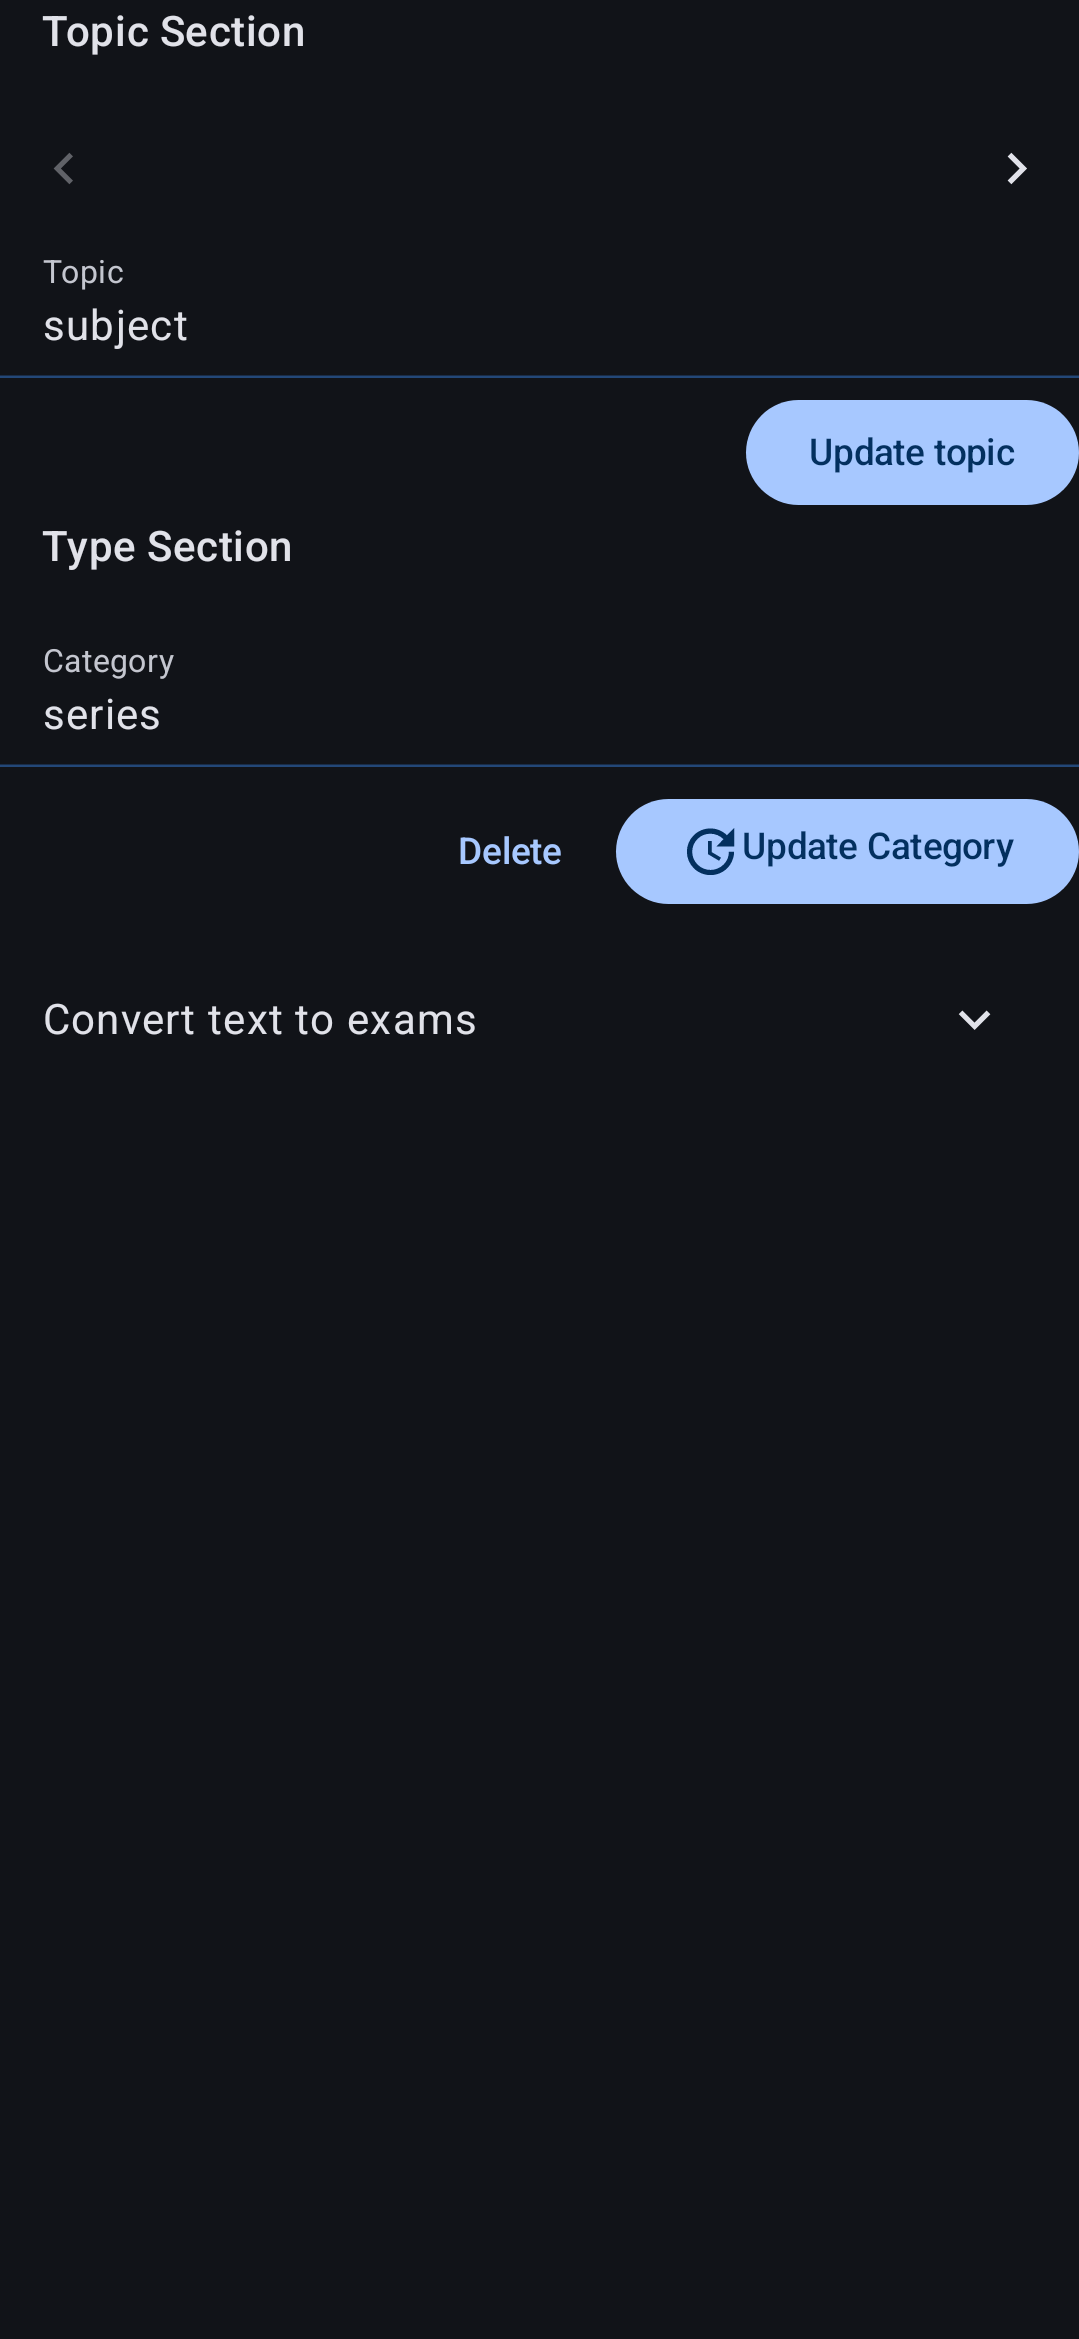 Topic Section
Topic
subject
Update topic
Type Section
Category
series
Delete
Update Category
Convert text to exams